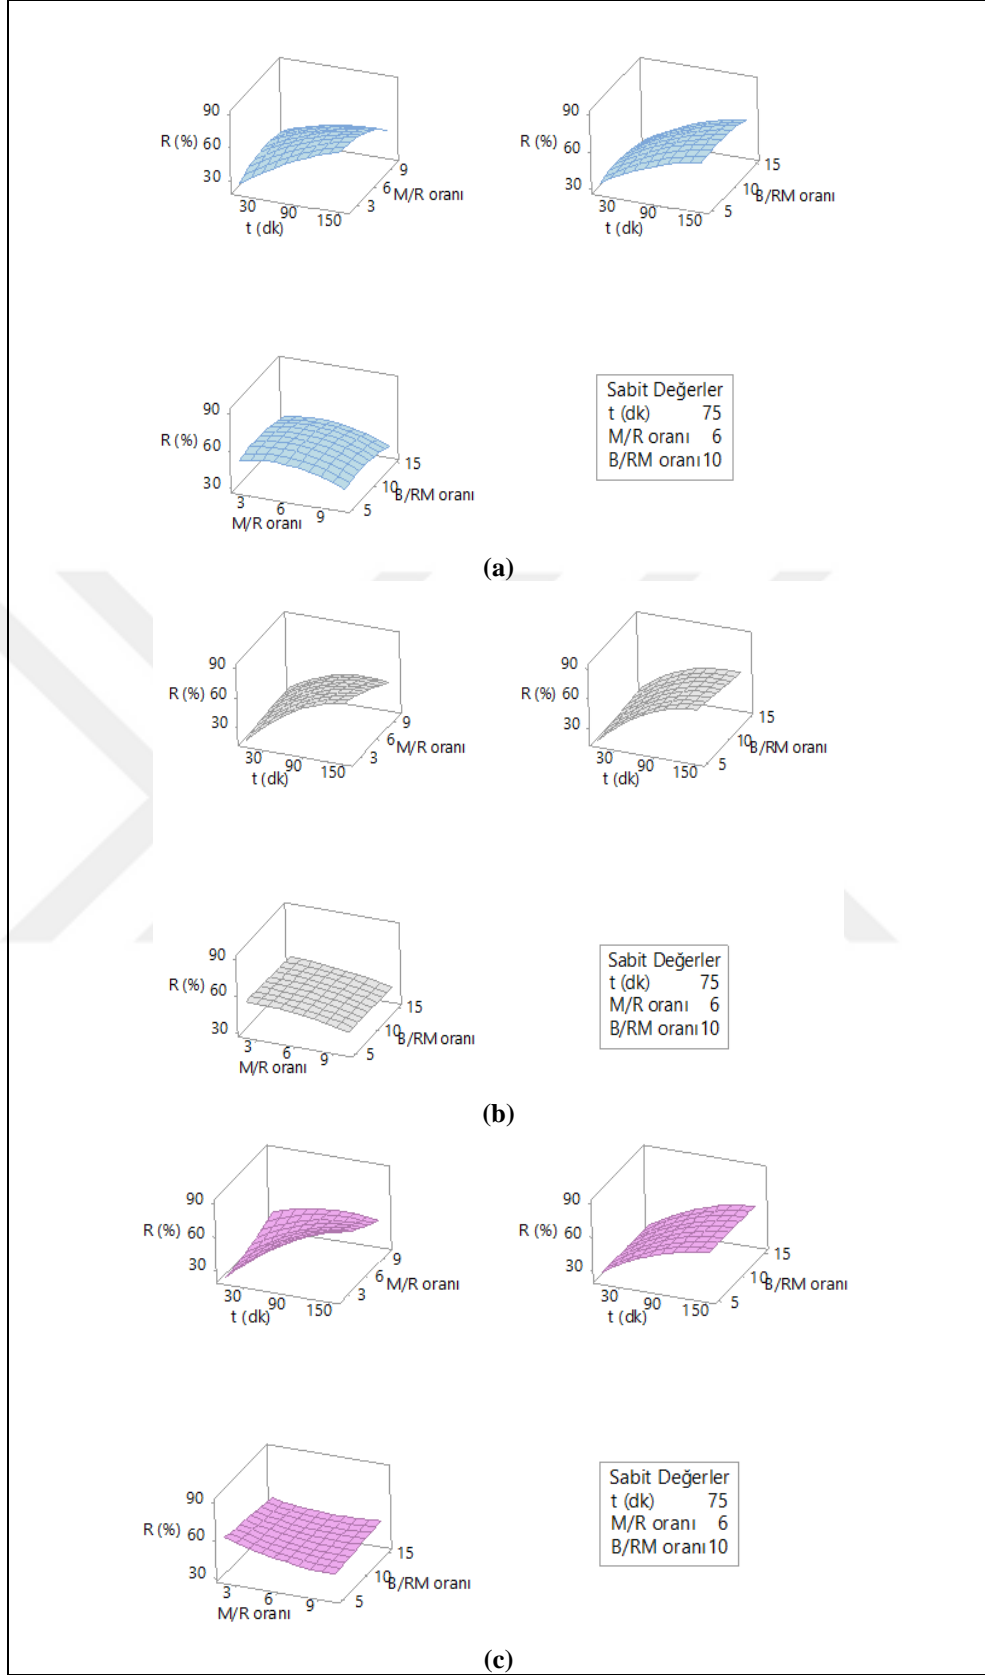 90
R (%) 60
30
30 90 150
t (dk)
3 6 9
M/R oranı
90
R (%) 60
30
30 90 150
t (dk)
5 10 15
B/RM oranı
90
R (%) 60
30
3 6 9
M/R oranı
5 10 15
B/RM oranı
Sabit Değerler
t (dk) 75
M/R oranı 6
B/RM oranı 10
(a)
90
R (%) 60
30
30 90 150
t (dk)
3 6 9
M/R oranı
90
R (%) 60
30
30 90 150
t (dk)
5 10 15
B/RM oranı
90
R (%) 60
30
3 6 9
M/R oranı
5 10 15
B/RM oranı
Sabit Değerler
t (dk) 75
M/R oranı 6
B/RM oranı 10
(b)
90
R (%) 60
30
30 90 150
t (dk)
3 6 9
M/R oranı
90
R (%) 60
30
30 90 150
t (dk)
5 10 15
B/RM oranı
90
R (%) 60
30
3 6 9
M/R oranı
5 10 15
B/RM oranı
Sabit Değerler
t (dk) 75
M/R oranı 6
B/RM oranı 10
(c)